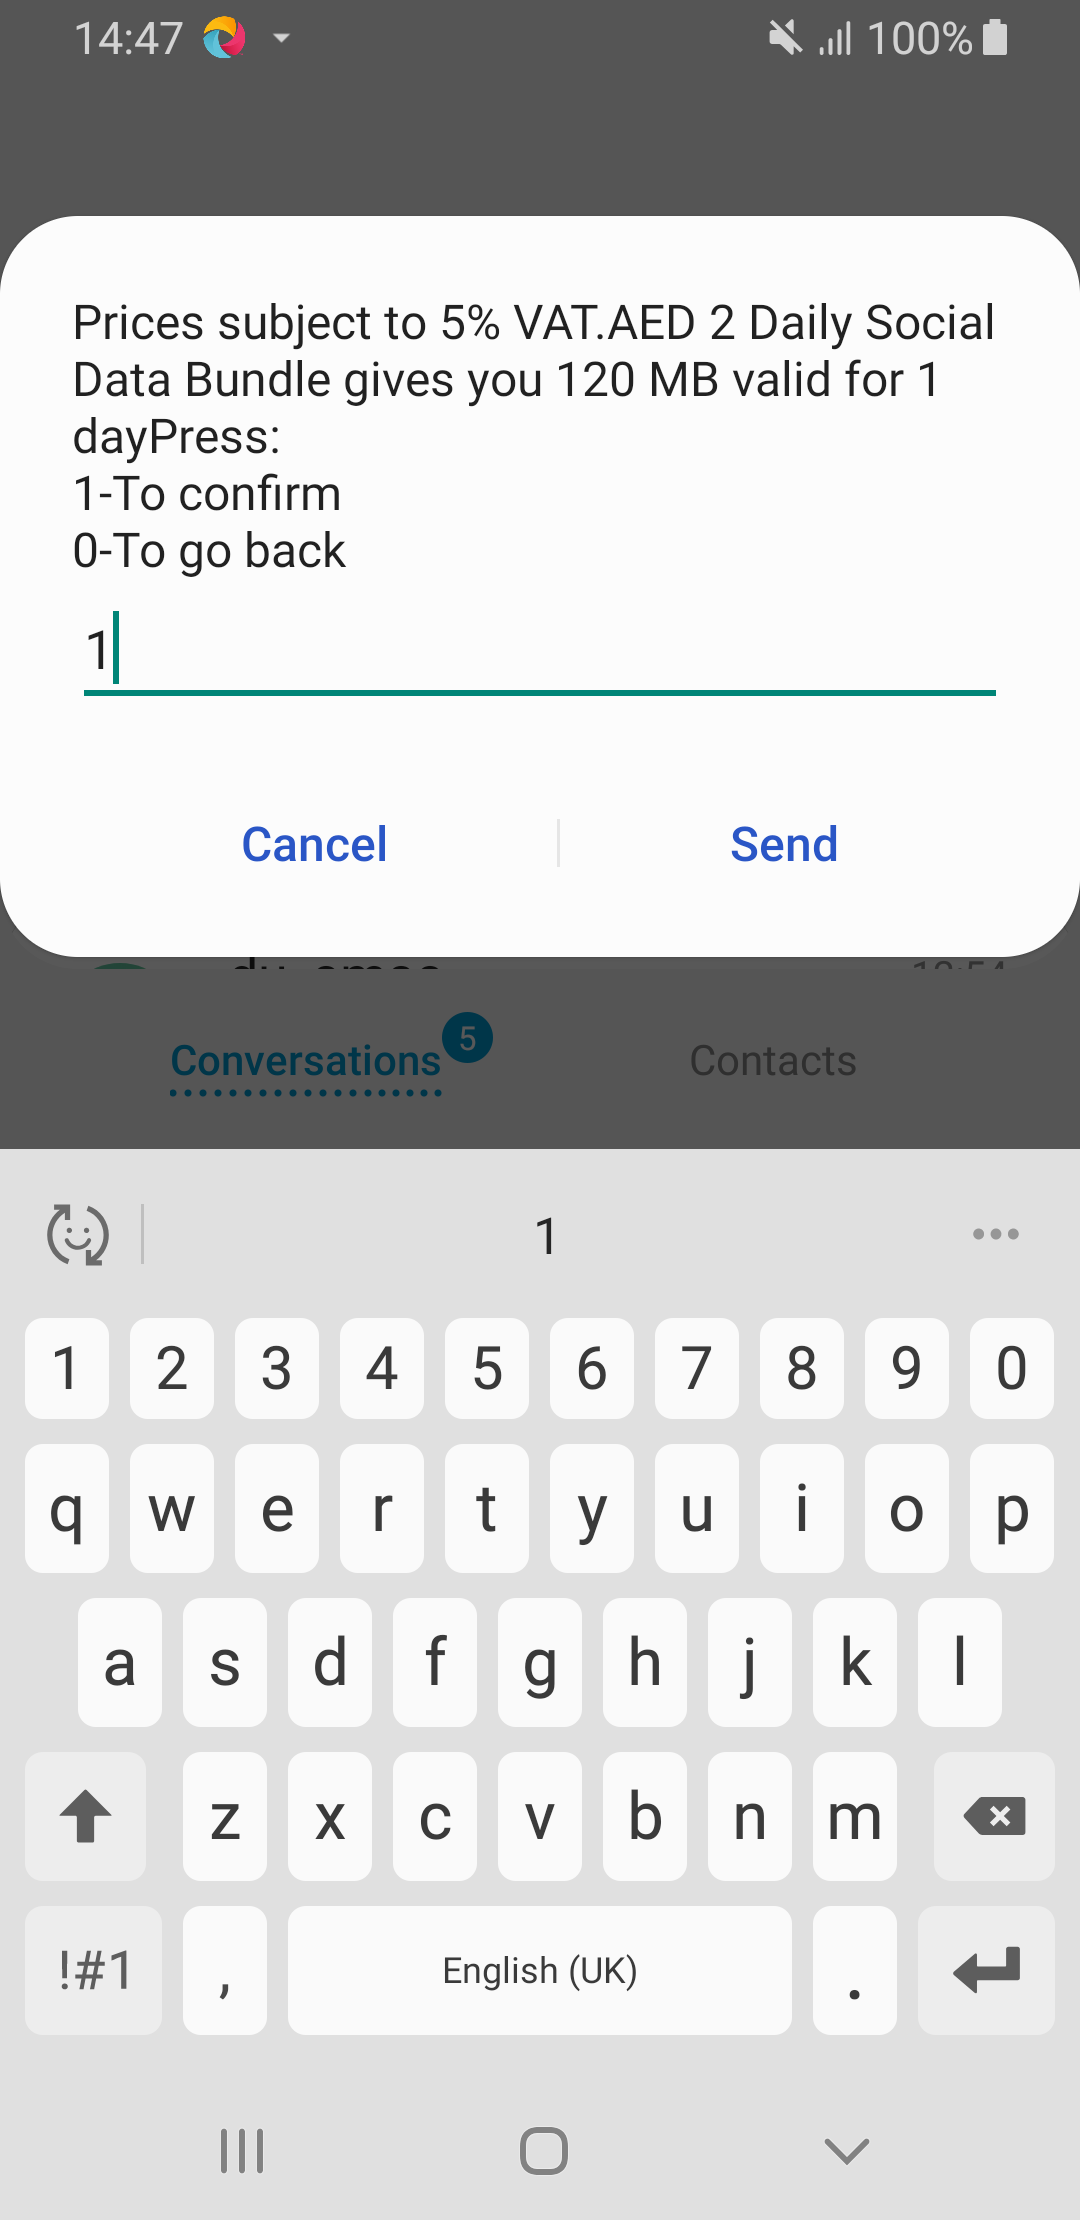 14:47 100%
Prices subject to 5% VAT.AED 2 Daily Social
Data Bundle gives you 120 MB valid for 1
dayPress:
1-To confirm
0-To go back
1
Cancel Send
Conversations 5 Contacts
1
1 2 3 4 5 6 7 8 9 0
q w e r t y u i o p
a s d f g h j k l
z x c v b n m
!#1 , English (UK) .